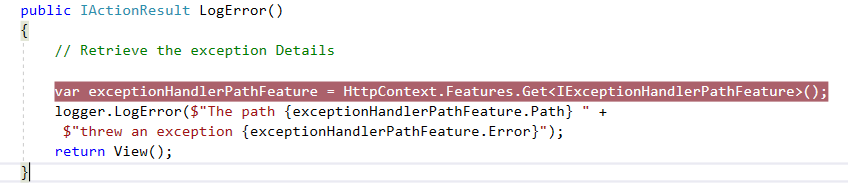 public IActionResult LogError()
{
// Retrieve the exception Details
var exceptionHandlerPathFeature = HttpContext.Features.Get<IExceptionHandlerPathFeature>();
logger.LogError($"The path {exceptionHandlerPathFeature.Path} " +
$"threw an exception {exceptionHandlerPathFeature.Error}");
return View();
}